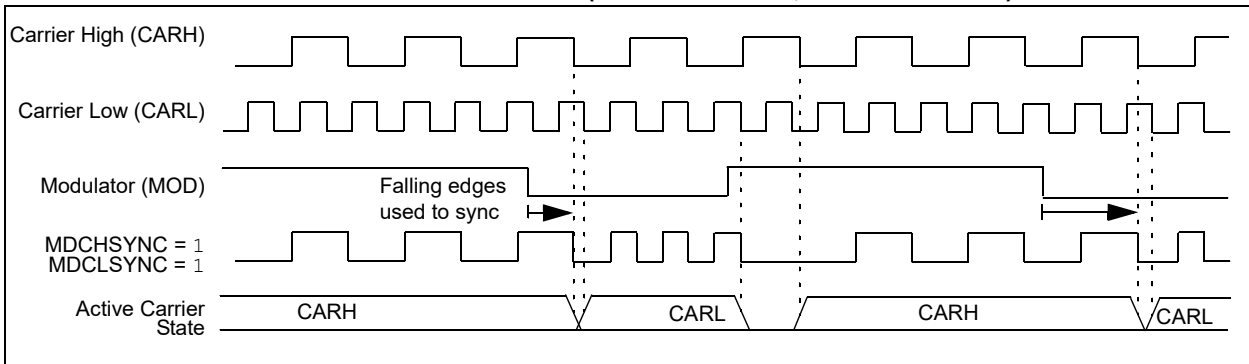 Carrier High (CARH)
Carrier Low (CARL)
Modulator (MOD)
Falling edges
used to sync
MDCHSYNC = 1
MDCLSYNC = 1
Active Carrier
State
CARH
CARL
CARH
CARL